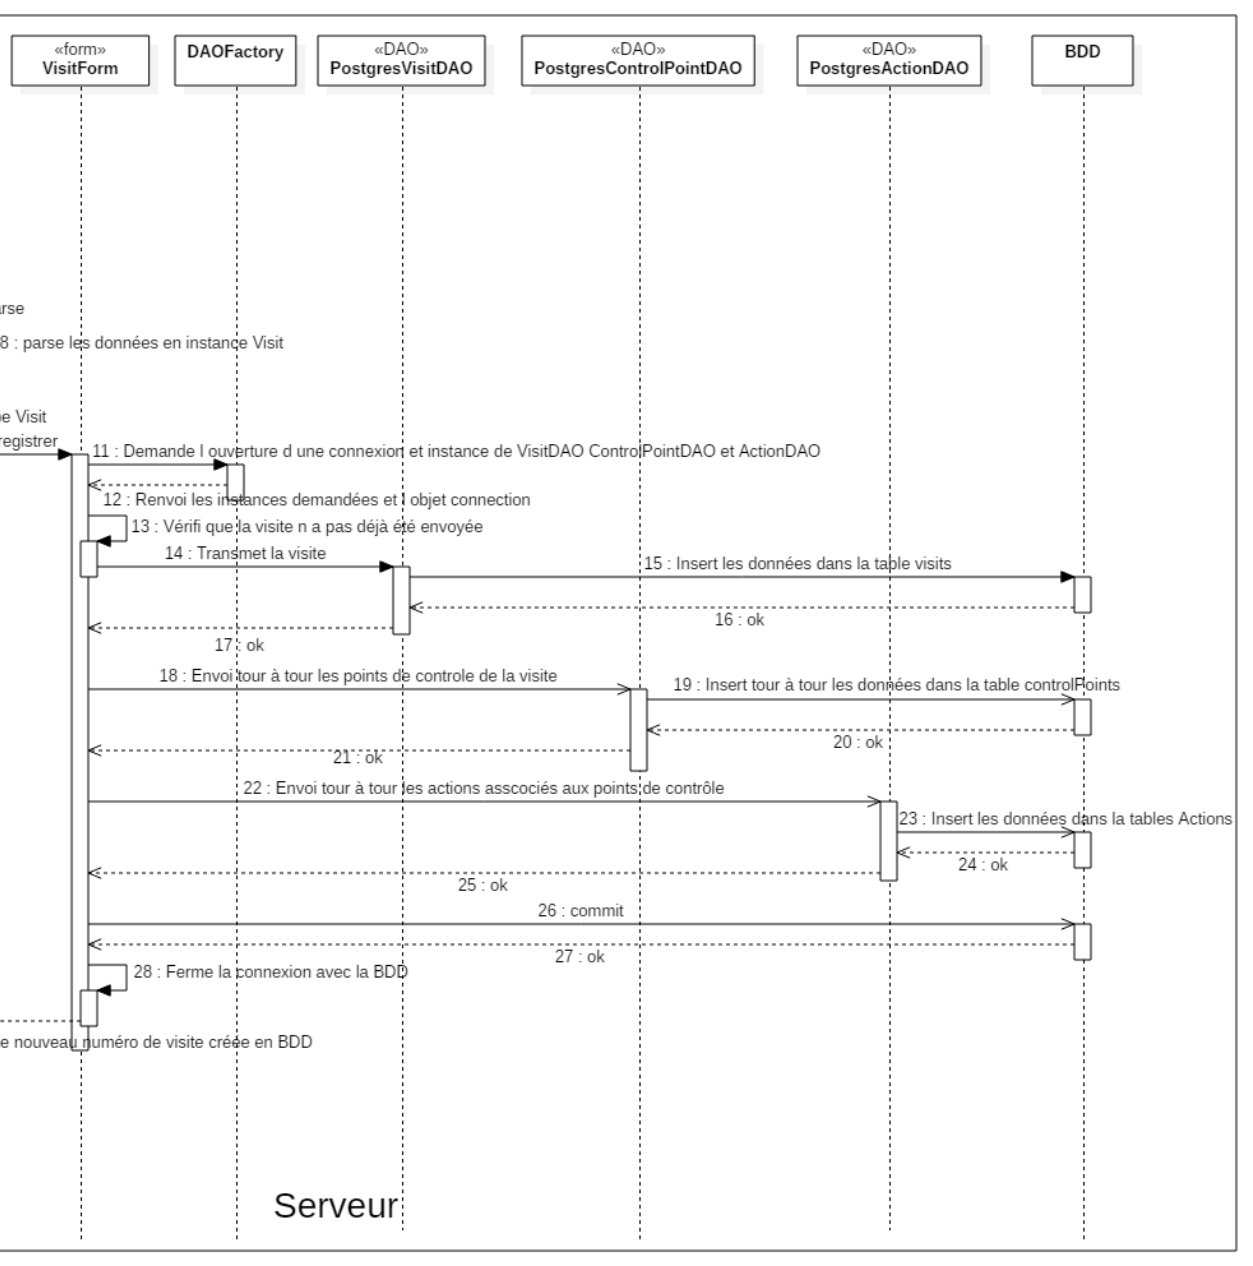 «form»
VisitForm
DAOFactory
«DAO»
PostgresVisitDAO
«DAO»
PostgresControlPointDAO
«DAO»
PostgresActionDAO
BDD
8 : parse les données en instance Visit
Visit
11 : Demande l ouverture d une connexion et instance de VisitDAO ControlPointDAO et ActionDAO
12 : Renvoi les instances demandées et l objet connection
13 : Vérifi que la visite n a pas déjà été envoyée
14 : Transmet la visite
15 : Insert les données dans la table visits
16 : ok
17 : ok
18 : Envoi tour à tour les points de controle de la visite
19 : Insert tour à tour les données dans la table controlPoints
20 : ok
21 : ok
22 : Envoi tour à tour les actions asscociés aux points de contrôle
23 : Insert les données dans la tables Actions
24 : ok
25 : ok
26 : commit
27 : ok
28 : Ferme la connexion avec la BDD
e nouveau numéro de visite créée en BDD
Serveur